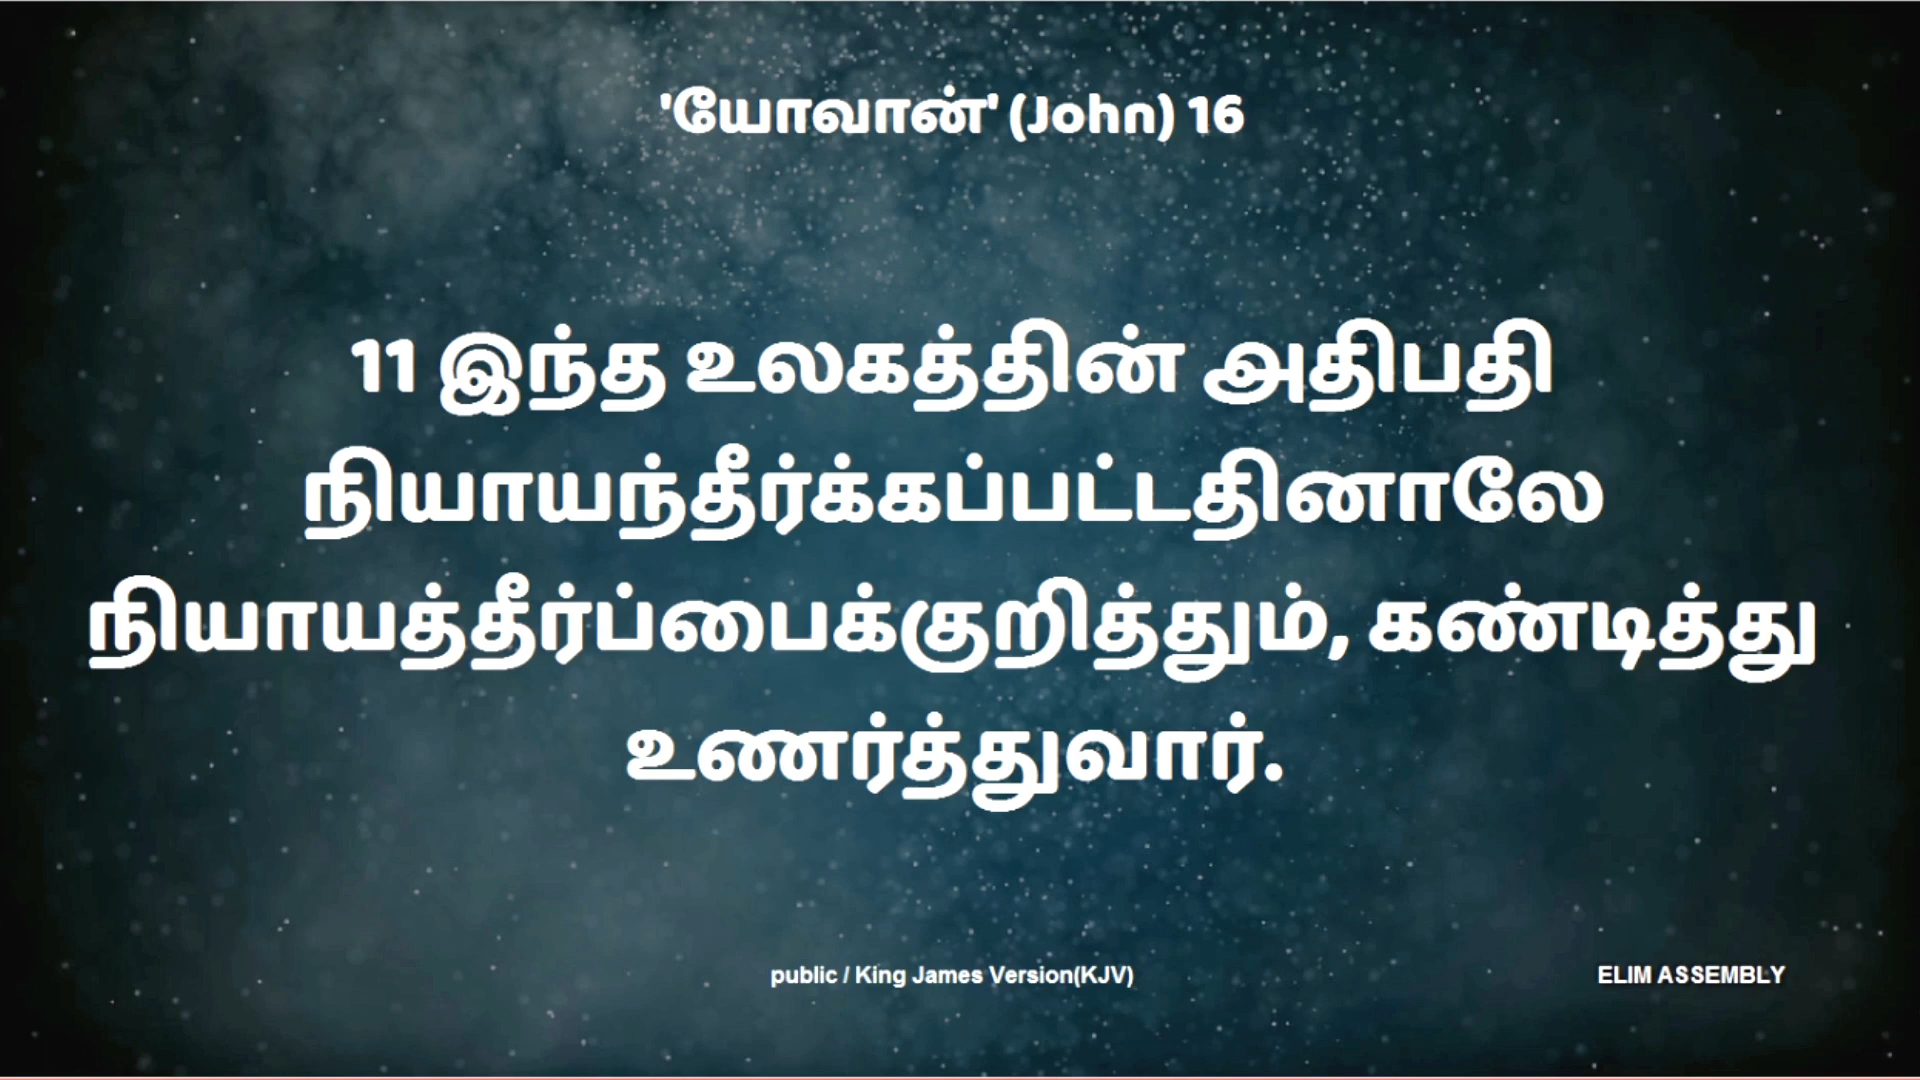 'யோவான்' (John) 16
11 இந்த உலகத்தின் அதிபதி
நியாயந்தீர்க்கப்பட்டதினாலே
நியாயத்தீர்ப்பைக்குறித்தும், கண்டித்து
உணர்த்துவார்.
public / King James Version(KJV)
ELIM ASSEMBLY